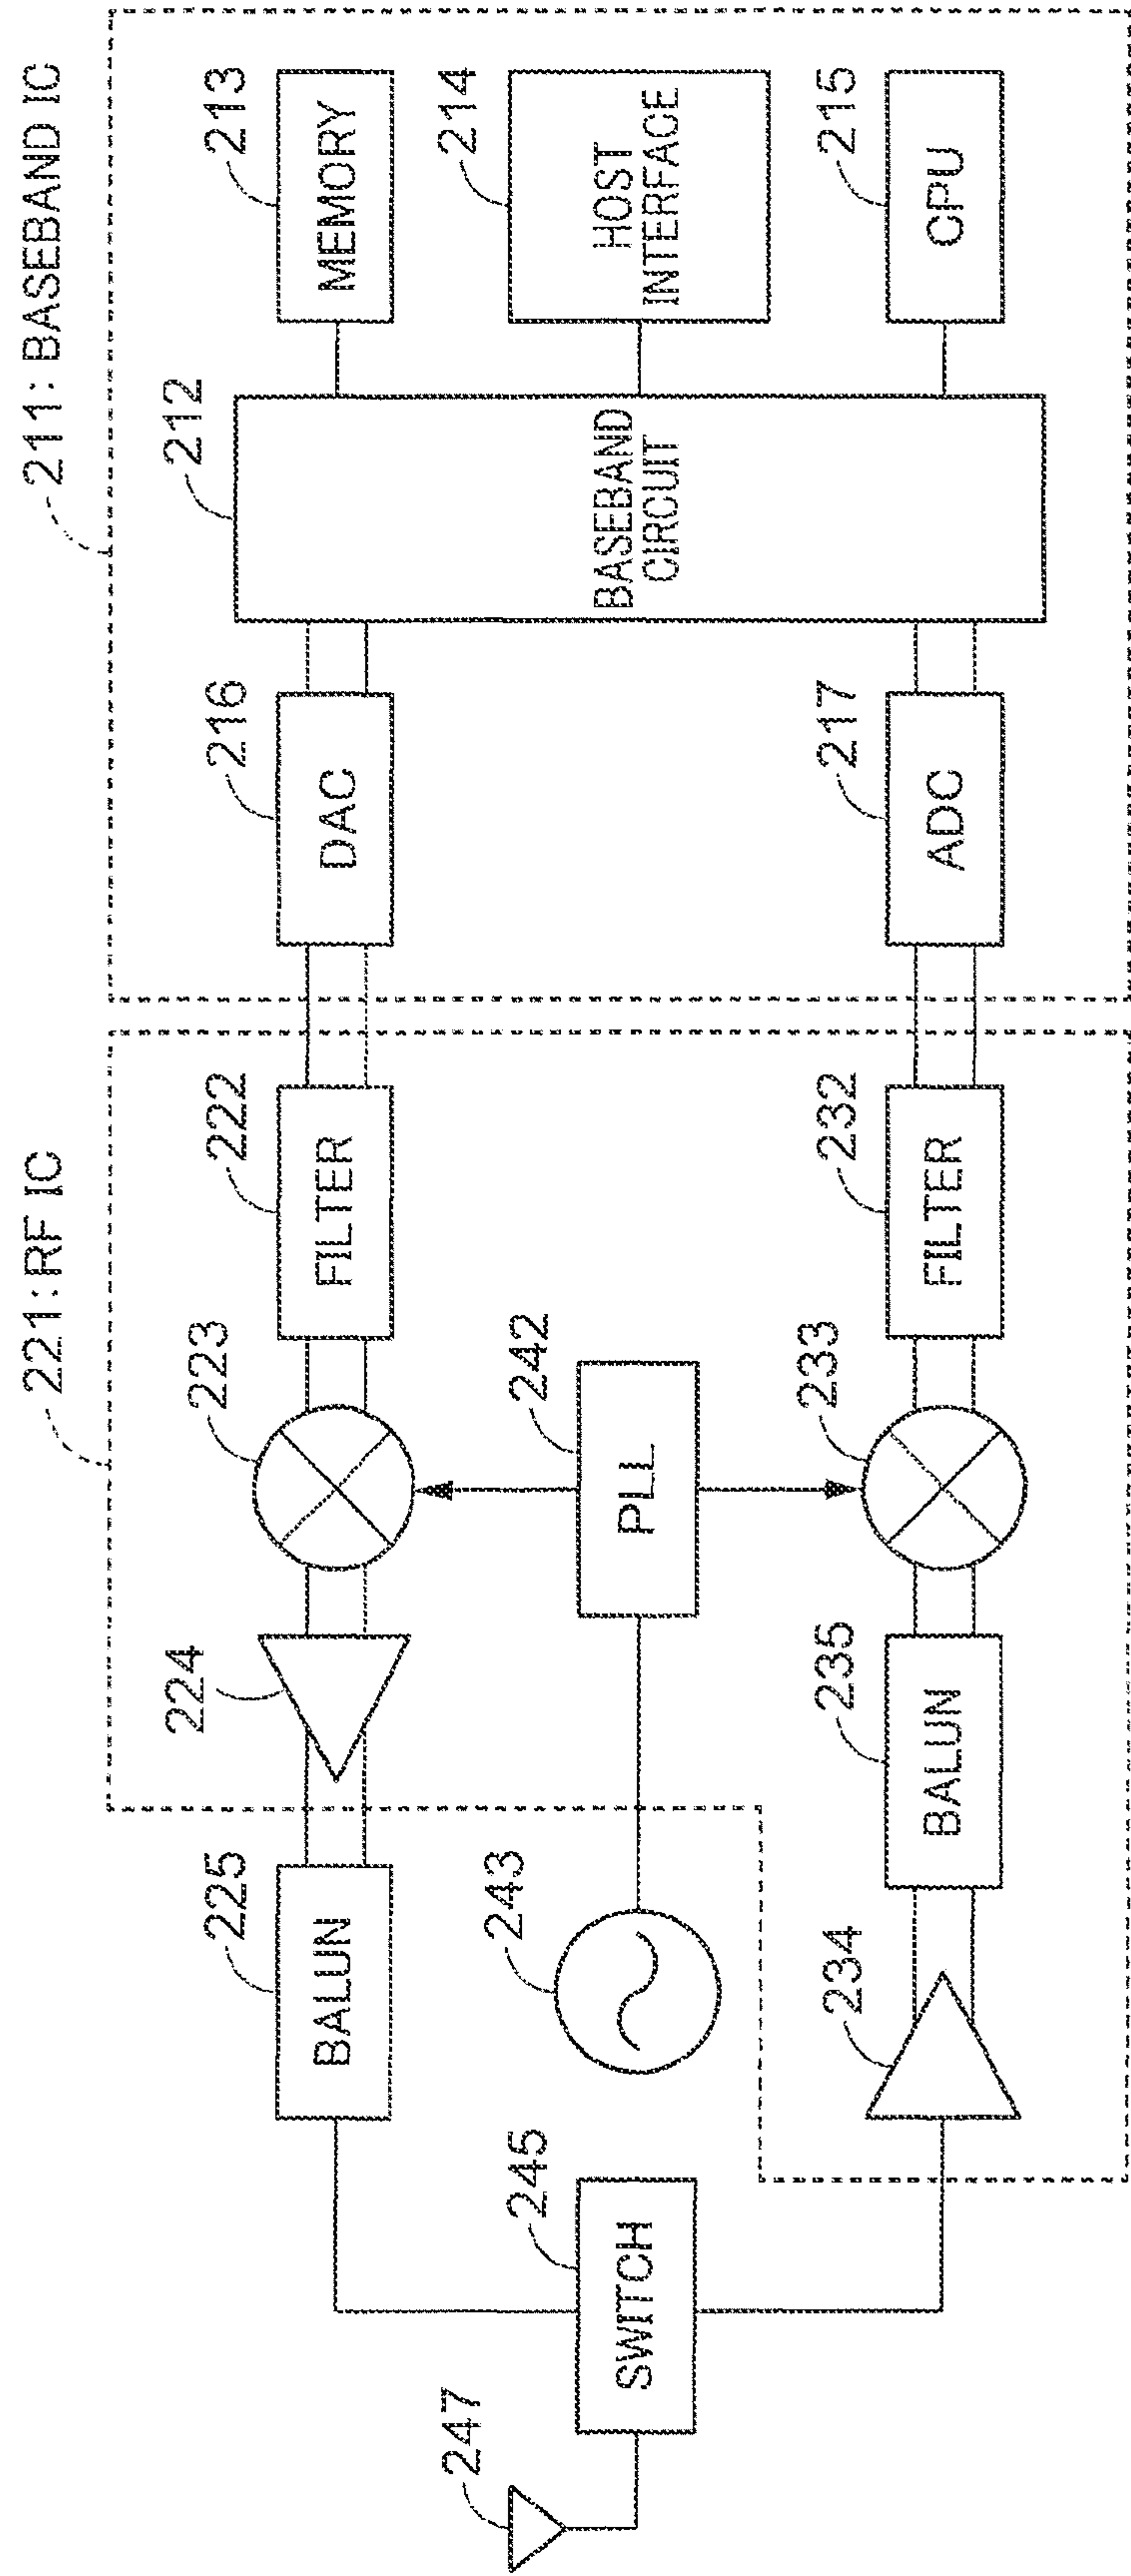 211: BASEBAND IC
221: RF IC
213
MEMORY
214
HOST
INTERFACE
215
CPU
212
BASEBAND
CIRCUIT
216
DAC
217
ADC
222
FILTER
232
FILTER
223
242
PLL
233
224
235
BALUN
225
BALUN
243
234
245
SWITCH
247